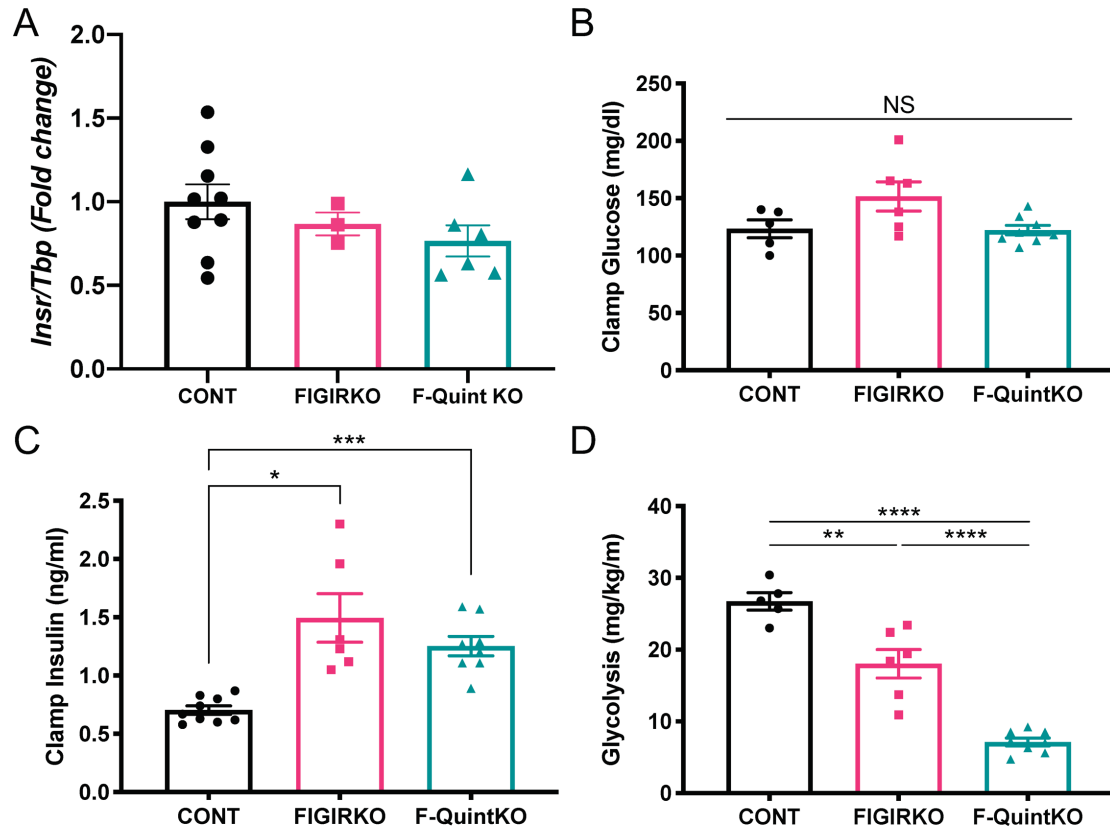 A
Insr/Tbp (Fold change)
2.0
1.5
1.0
0.5
0.0
CONT
FIGIRKO
F-Quint KO
B
Clamp Glucose (mg/dl)
250
200
150
100
50
0
NS
CONT
FIGIRKO
F-QuintKO
C
Clamp Insulin (ng/ml)
2.5
2.0
1.5
1.0
0.5
0.0
***
*
CONT
FIGIRKO
F-QuintKO
D
Glycolysis (mg/kg/m)
40
30
20
10
0
****
** ****
CONT
FIGIRKO
F-QuintKO